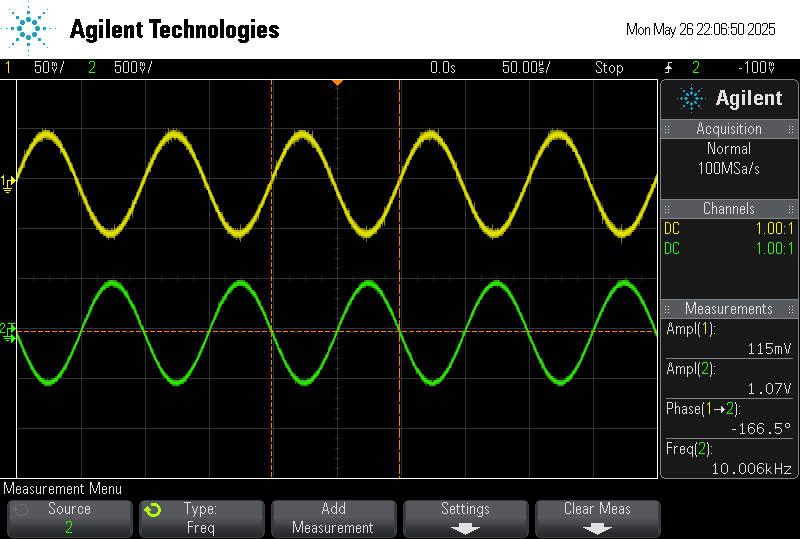 Agilent Technologies
Mon May 26 22:06:50 2025
1 50mV/ 2 500mV/ 0.0s 50.00us/ Stop 2 -100mV
Agilent
Acquisition
Normal
100MSa/s
Channels
DC 1.00:1
DC 1.00:1
Measurements
Ampl(1):
115mV
Ampl(2):
1.07V
Phase(1→2):
-166.5°
Freq(2):
10.006kHz
1
2
Measurement Menu
Source
2
Type:
Freq
Add
Measurement
Settings
Clear Meas